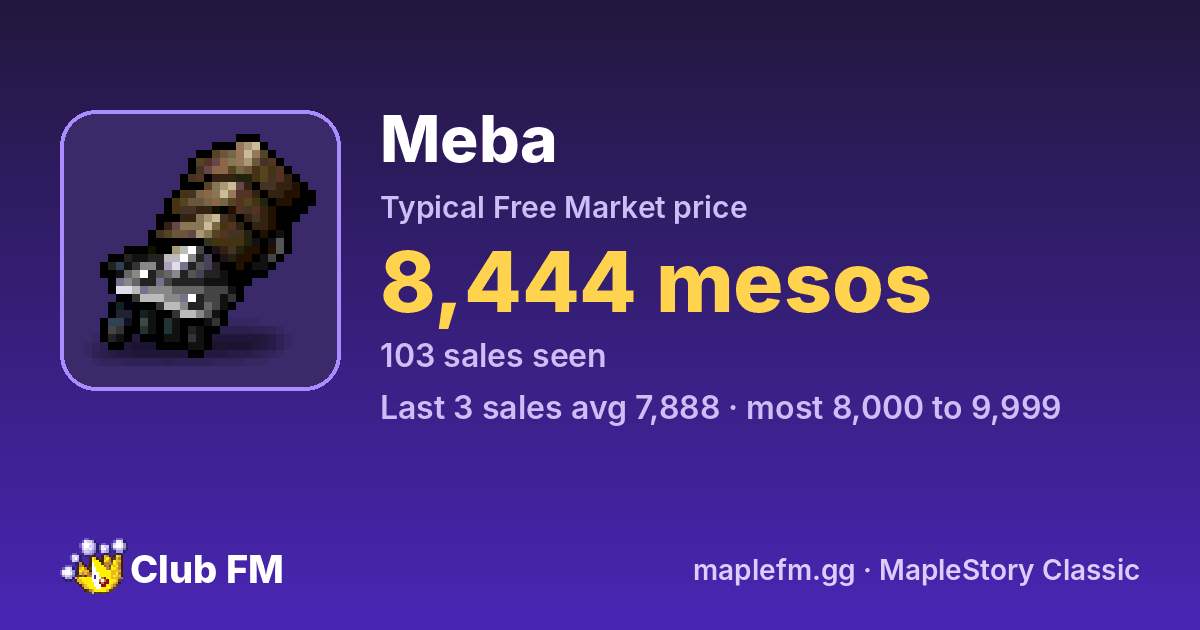 Meba
Typical Free Market price
8,444 mesos
103 sales seen
Last 3 sales avg 7,888 · most 8,000 to 9,999
Club FM
maplefm.gg · MapleStory Classic